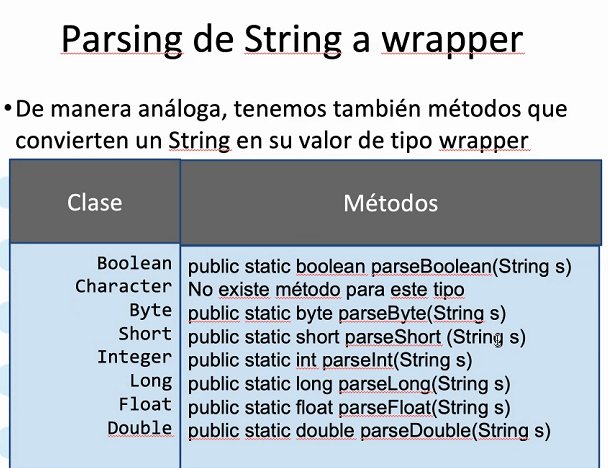 Parsing de String a wrapper
•De manera análoga, tenemos también métodos que
convierten un String en su valor de tipo wrapper
Clase Métodos
Boolean public static boolean parseBoolean(String s)
Character No existe método para este tipo
Byte public static byte parseByte(String s)
Short public static short parseShort (String s)
Integer public static int parseInt(String s)
Long public static long parseLong(String s)
Float public static float parseFloat(String s)
Double public static double parseDouble(String s)